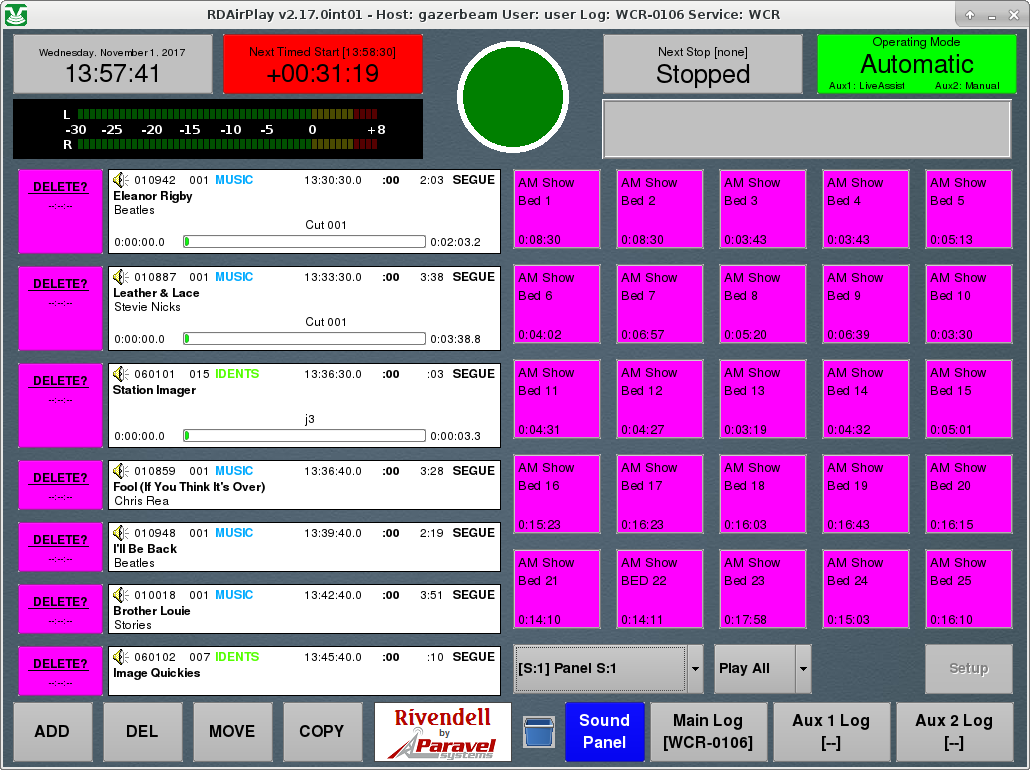 RDAirPlay v2.17.0int01 - Host: gazerbeam User: user Log: WCR-0106 Service: WCR
Wednesday, November 1, 2017
13:57:41
Next Timed Start [13:58:30]
+00:31:19
Next Stop [none]
Stopped
Operating Mode
Automatic
Aux1: LiveAssist Aux2: Manual
L
-30 -25 -20 -15 -10 -5 0 +8
R
DELETE?
--:--:--
010942 001 MUSIC 13:30:30.0 :00 2:03 SEGUE
Eleanor Rigby
Beatles
Cut 001
0:00:00.0 0:02:03.2
DELETE?
--:--:--
010887 001 MUSIC 13:33:30.0 :00 3:38 SEGUE
Leather & Lace
Stevie Nicks
Cut 001
0:00:00.0 0:03:38.8
DELETE?
--:--:--
060101 015 IDENTS 13:36:30.0 :00 :03 SEGUE
Station Imager
j3
0:00:00.0 0:00:03.3
DELETE?
--:--:--
010859 001 MUSIC 13:36:40.0 :00 3:28 SEGUE
Fool (If You Think It's Over)
Chris Rea
DELETE?
--:--:--
010948 001 MUSIC 13:39:40.0 :00 2:19 SEGUE
I'll Be Back
Beatles
DELETE?
--:--:--
010018 001 MUSIC 13:42:40.0 :00 3:51 SEGUE
Brother Louie
Stories
DELETE?
--:--:--
060102 007 IDENTS 13:45:40.0 :00 :10 SEGUE
Image Quickies
AM Show AM Show AM Show AM Show AM Show
Bed 1 Bed 2 Bed 3 Bed 4 Bed 5
0:08:30 0:08:30 0:03:43 0:03:43 0:05:13
AM Show AM Show AM Show AM Show AM Show
Bed 6 Bed 7 Bed 8 Bed 9 Bed 10
0:04:02 0:06:57 0:05:20 0:06:39 0:03:30
AM Show AM Show AM Show AM Show AM Show
Bed 11 Bed 12 Bed 13 Bed 14 Bed 15
0:04:31 0:04:27 0:03:19 0:04:32 0:05:01
AM Show AM Show AM Show AM Show AM Show
Bed 16 Bed 17 Bed 18 Bed 19 Bed 20
0:15:23 0:16:23 0:16:03 0:16:43 0:16:15
AM Show AM Show AM Show AM Show AM Show
Bed 21 BED 22 Bed 23 Bed 24 Bed 25
0:14:10 0:14:11 0:17:58 0:15:03 0:16:10
[S:1] Panel S:1 Play All Setup
ADD DEL MOVE COPY
Rivendell
by
Paravel
systems
Sound
Panel
Main Log
[WCR-0106]
Aux 1 Log
[--]
Aux 2 Log
[--]